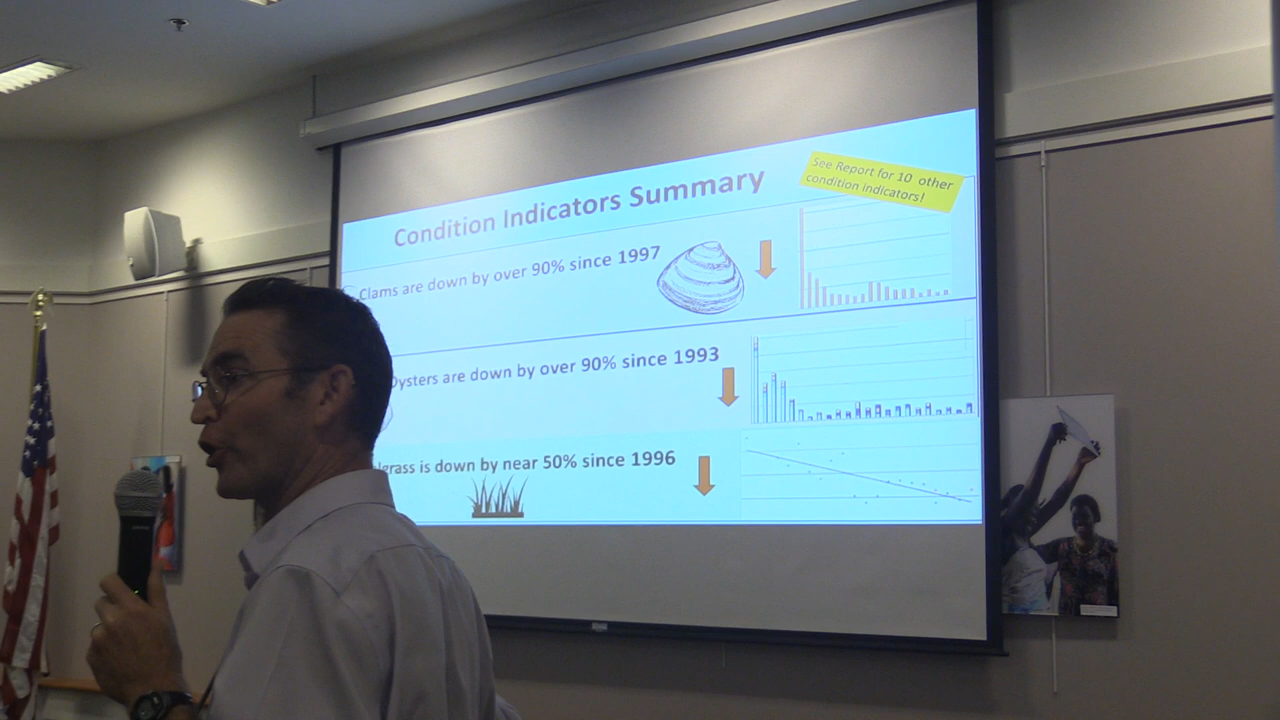 Condition Indicators Summary
See Report for 10 other
condition indicators!
Clams are down by over 90% since 1997
Oysters are down by over 90% since 1993
lgrass is down by near 50% since 1996